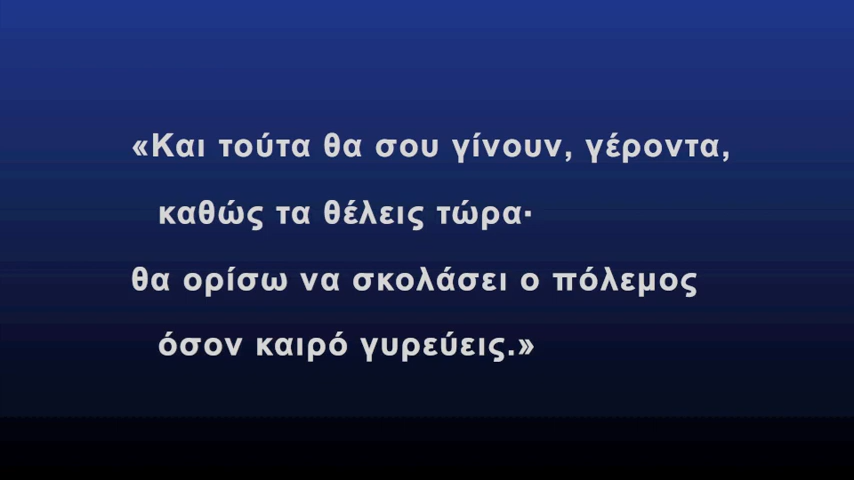 «Και τούτα θα σου γίνουν, γέροντα,
καθώς τα θέλεις τώρα·
θα ορίσω να σκολάσει ο πόλεμος
όσον καιρό γυρεύεις.»